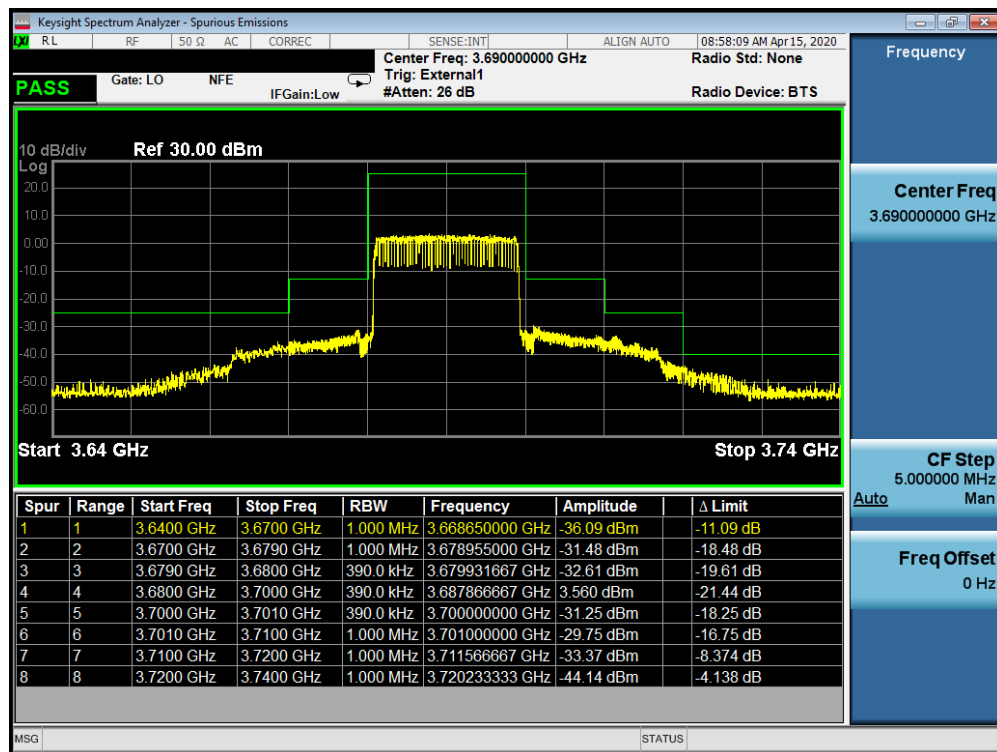 Keysight Spectrum Analyzer - Spurious Emissions
LXI RL RF 50 Ω AC CORREC SENSE:INT ALIGN AUTO 08:58:09 AM Apr 15, 2020
Center Freq: 3.690000000 GHz Radio Std: None
PASS Gate: LO NFE Trig: External1
IFGain:Low #Atten: 26 dB Radio Device: BTS
10 dB/div Ref 30.00 dBm
Log
20.0
10.0
0.00
-10.0
-20.0
-30.0
-40.0
-50.0
-60.0
Start 3.64 GHz Stop 3.74 GHz
Spur Range Start Freq Stop Freq RBW Frequency Amplitude Δ Limit
1 1 3.6400 GHz 3.6700 GHz 1.000 MHz 3.668650000 GHz -36.09 dBm -11.09 dB
2 2 3.6700 GHz 3.6790 GHz 1.000 MHz 3.678955000 GHz -31.48 dBm -18.48 dB
3 3 3.6790 GHz 3.6800 GHz 390.0 kHz 3.679931667 GHz -32.61 dBm -19.61 dB
4 4 3.6800 GHz 3.7000 GHz 390.0 kHz 3.687866667 GHz 3.560 dBm -21.44 dB
5 5 3.7000 GHz 3.7010 GHz 390.0 kHz 3.700000000 GHz -31.25 dBm -18.25 dB
6 6 3.7010 GHz 3.7100 GHz 1.000 MHz 3.701000000 GHz -29.75 dBm -16.75 dB
7 7 3.7100 GHz 3.7200 GHz 1.000 MHz 3.711566667 GHz -33.37 dBm -8.374 dB
8 8 3.7200 GHz 3.7400 GHz 1.000 MHz 3.720233333 GHz -44.14 dBm -4.138 dB
MSG STATUS
Frequency
Center Freq
3.690000000 GHz
CF Step
5.000000 MHz
Auto Man
Freq Offset
0 Hz